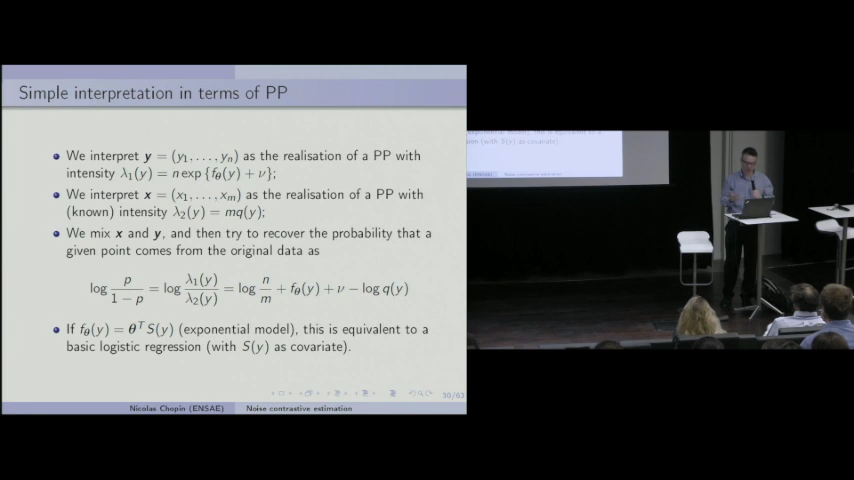 Simple interpretation in terms of PP
We interpret y = (y₁, . . . , yₙ) as the realisation of a PP with
intensity λ₁(y) = n exp {f_θ(y) + ν};
We interpret x = (x₁, . . . , xₘ) as the realisation of a PP with
(known) intensity λ₂(y) = mq(y);
We mix x and y, and then try to recover the probability that a
given point comes from the original data as
log p/(1 − p) = log λ₁(y)/λ₂(y) = log n/m + f_θ(y) + ν − log q(y)
If f_θ(y) = θᵀS(y) (exponential model), this is equivalent to a
basic logistic regression (with S(y) as covariate).
30/63
Nicolas Chopin (ENSAE) Noise contrastive estimation